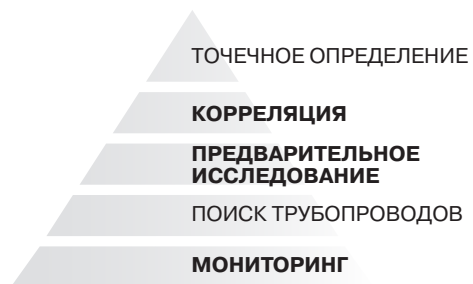 ТОЧЕЧНОЕ ОПРЕДЕЛЕНИЕ
КОРРЕЛЯЦИЯ
ПРЕДВАРИТЕЛЬНОЕ
ИССЛЕДОВАНИЕ
ПОИСК ТРУБОПРОВОДОВ
МОНИТОРИНГ